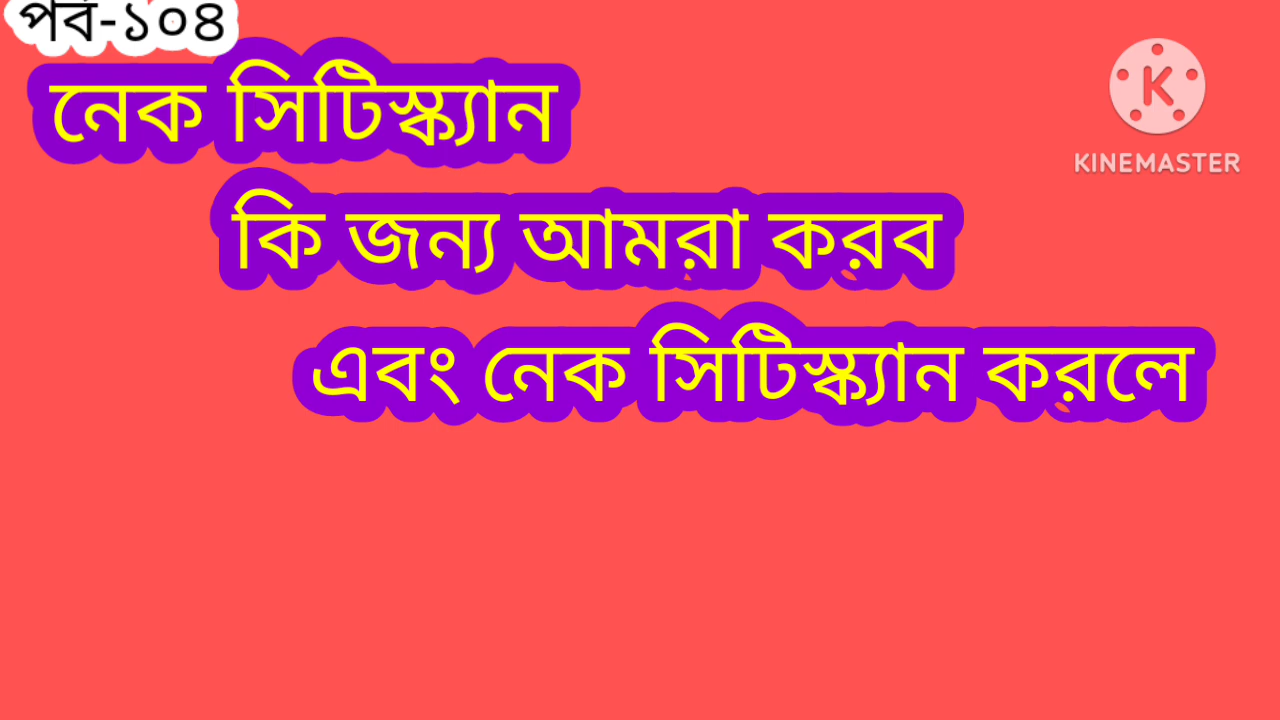 পর্ব-১০৪
নেক সিটিস্ক্যান
কি জন্য আমরা করব
এবং নেক সিটিস্ক্যান করলে
KINEMASTER